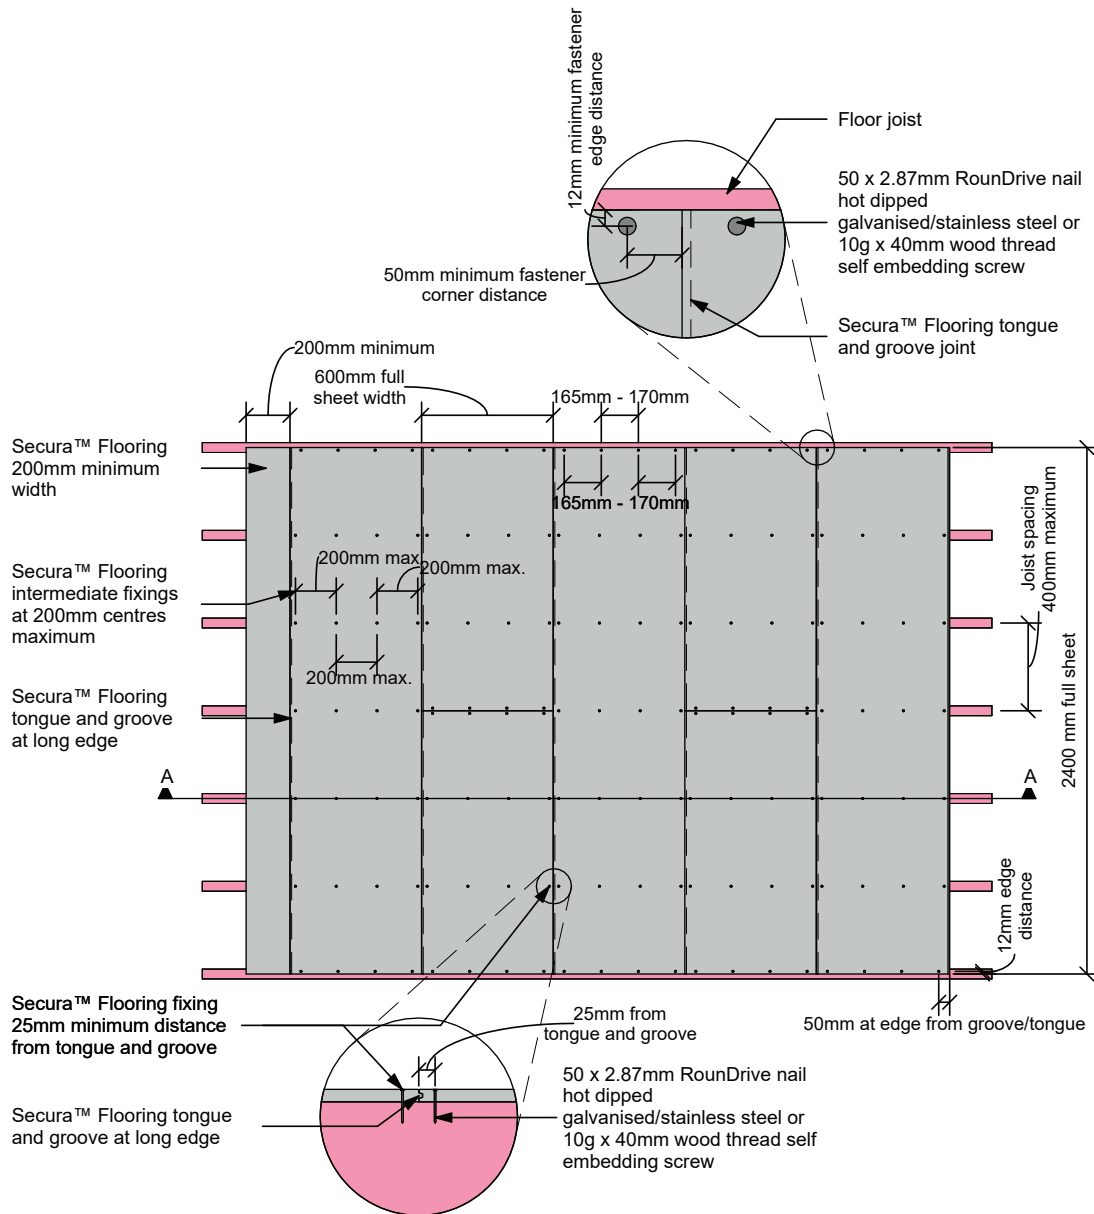 12mm minimum fastener
edge distance
Floor joist
50 x 2.87mm RounDrive nail
hot dipped
galvanised/stainless steel or
10g x 40mm wood thread
self embedding screw
50mm minimum fastener
corner distance
Secura™ Flooring tongue
and groove joint
200mm minimum
600mm full
sheet width
165mm - 170mm
Secura™ Flooring
200mm minimum
width
165mm - 170mm
Joist spacing
400mm maximum
200mm max.
200mm max.
Secura™ Flooring
intermediate fixings
at 200mm centres
maximum
200mm max.
Secura™ Flooring
tongue and groove
at long edge
2400 mm full sheet
A
A
12mm edge
distance
Secura™ Flooring fixing
25mm minimum distance
from tongue and groove
25mm from
tongue and groove
50mm at edge from groove/tongue
50 x 2.87mm RounDrive nail
hot dipped
galvanised/stainless steel or
10g x 40mm wood thread self
embedding screw
Secura™ Flooring tongue
and groove at long edge